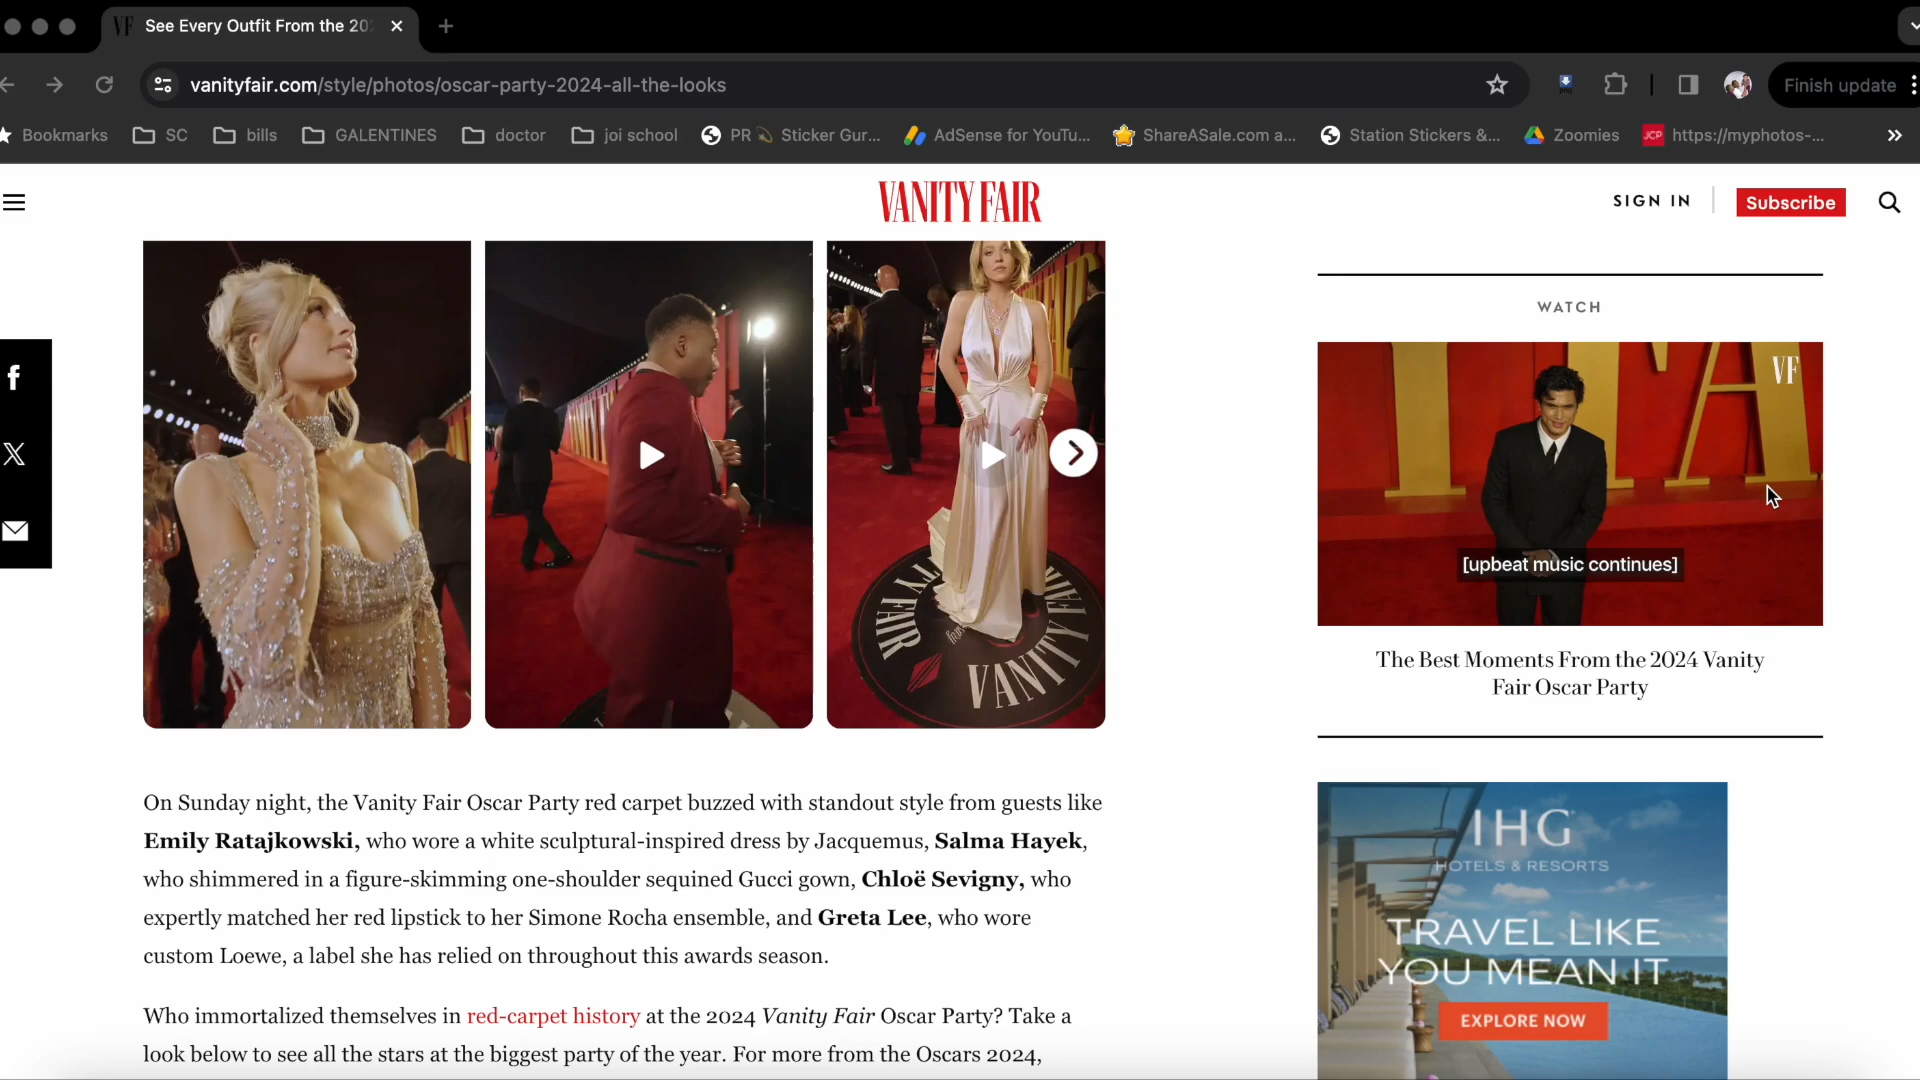 VF See Every Outfit From the 20
vanityfair.com/style/photos/oscar-party-2024-all-the-looks
Finish update
Bookmarks SC bills GALENTINES doctor joi school PR Sticker Gur... AdSense for YouTu... ShareASale.com a... Station Stickers &... Zoomies JCP https://myphotos-...
VANITY FAIR
SIGN IN Subscribe
VANITY
WATCH
VF
[upbeat music continues]
The Best Moments From the 2024 Vanity
Fair Oscar Party
On Sunday night, the Vanity Fair Oscar Party red carpet buzzed with standout style from guests like
Emily Ratajkowski, who wore a white sculptural-inspired dress by Jacquemus, Salma Hayek,
who shimmered in a figure-skimming one-shoulder sequined Gucci gown, Chloë Sevigny, who
expertly matched her red lipstick to her Simone Rocha ensemble, and Greta Lee, who wore
custom Loewe, a label she has relied on throughout this awards season.
Who immortalized themselves in red-carpet history at the 2024 Vanity Fair Oscar Party? Take a
look below to see all the stars at the biggest party of the year. For more from the Oscars 2024,
IHG
HOTELS & RESORTS
TRAVEL LIKE
YOU MEAN IT
EXPLORE NOW